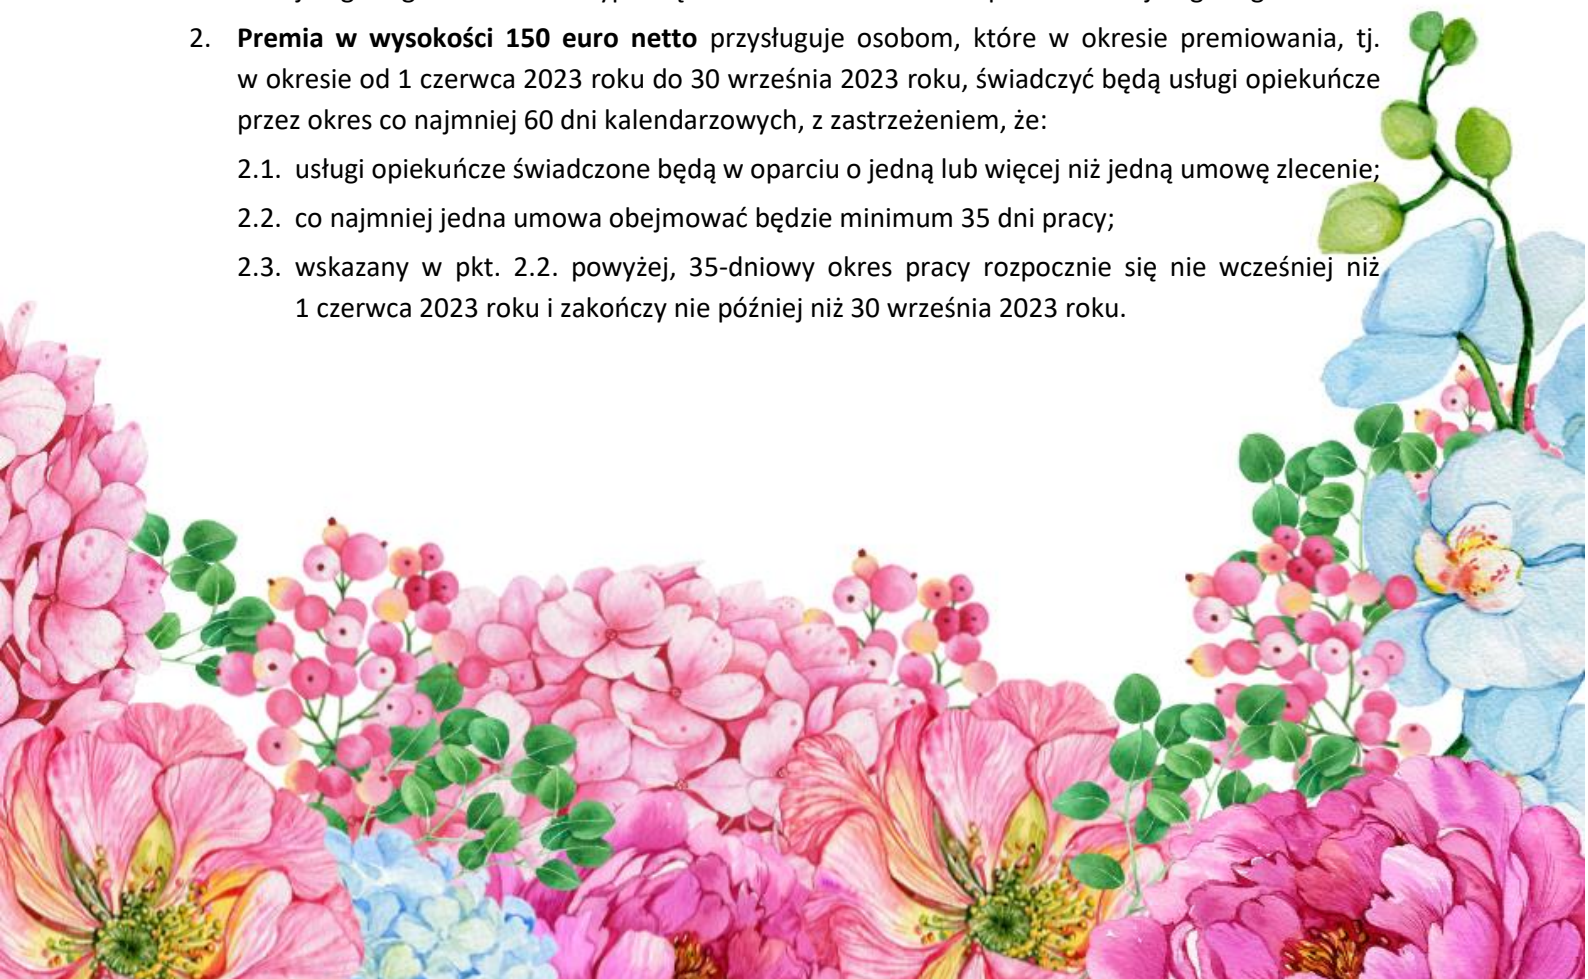 2. Premia w wysokości 150 euro netto przysługuje osobom, które w okresie premiowania, tj.
w okresie od 1 czerwca 2023 roku do 30 września 2023 roku, świadczyć będą usługi opiekuńcze
przez okres co najmniej 60 dni kalendarzowych, z zastrzeżeniem, że:
2.1. usługi opiekuńcze świadczone będą w oparciu o jedną lub więcej niż jedną umowę zlecenie;
2.2. co najmniej jedna umowa obejmować będzie minimum 35 dni pracy;
2.3. wskazany w pkt. 2.2. powyżej, 35-dniowy okres pracy rozpocznie się nie wcześniej niż
1 czerwca 2023 roku i zakończy nie później niż 30 września 2023 roku.